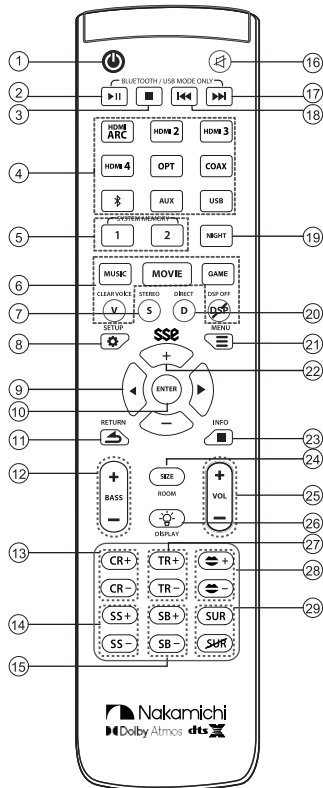 1 16
BLUETOOTH / USB MODE ONLY
2 17
3 18
HDMI ARC HDMI 2 HDMI 3
4 HDMI 4 OPT COAX
AUX USB
SYSTEM MEMORY
5 1 2 NIGHT 19
6 MUSIC MOVIE GAME
CLEAR VOICE STEREO DIRECT DSP OFF
7 V S D DSP 20
SETUP SSE MENU
8 21
+ 22
9
10 ENTER
−
RETURN INFO
11 23
12 SIZE 24
+ ROOM +
BASS VOL 25
− −
DISPLAY 26
27
13 CR+ TR+ + 28
CR− TR− −
14 SS+ SB+ SUR 29
SS− SB− SUR
15
Nakamichi
Dolby Atmos dts X